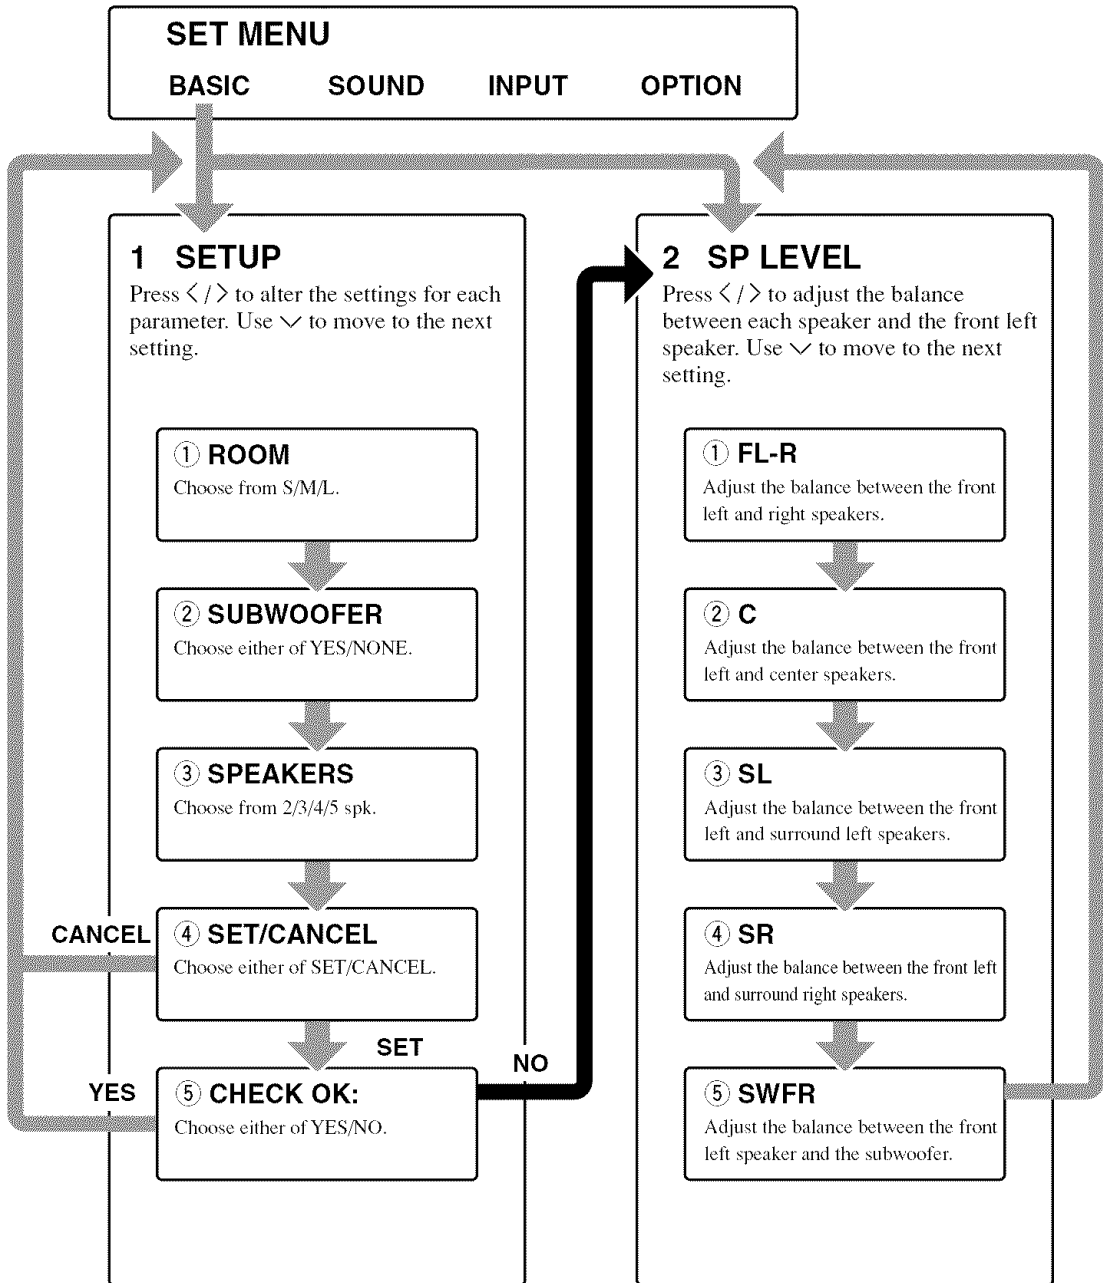 SET MENU
BASIC SOUND INPUT OPTION
1 SETUP
Press < / > to alter the settings for each
parameter. Use ∨ to move to the next
setting.
① ROOM
Choose from S/M/L.
② SUBWOOFER
Choose either of YES/NONE.
③ SPEAKERS
Choose from 2/3/4/5 spk.
CANCEL
④ SET/CANCEL
Choose either of SET/CANCEL.
SET
NO
YES
⑤ CHECK OK:
Choose either of YES/NO.
2 SP LEVEL
Press < / > to adjust the balance
between each speaker and the front left
speaker. Use ∨ to move to the next
setting.
① FL-R
Adjust the balance between the front
left and right speakers.
② C
Adjust the balance between the front
left and center speakers.
③ SL
Adjust the balance between the front
left and surround left speakers.
④ SR
Adjust the balance between the front left
and surround right speakers.
⑤ SWFR
Adjust the balance between the front
left speaker and the subwoofer.